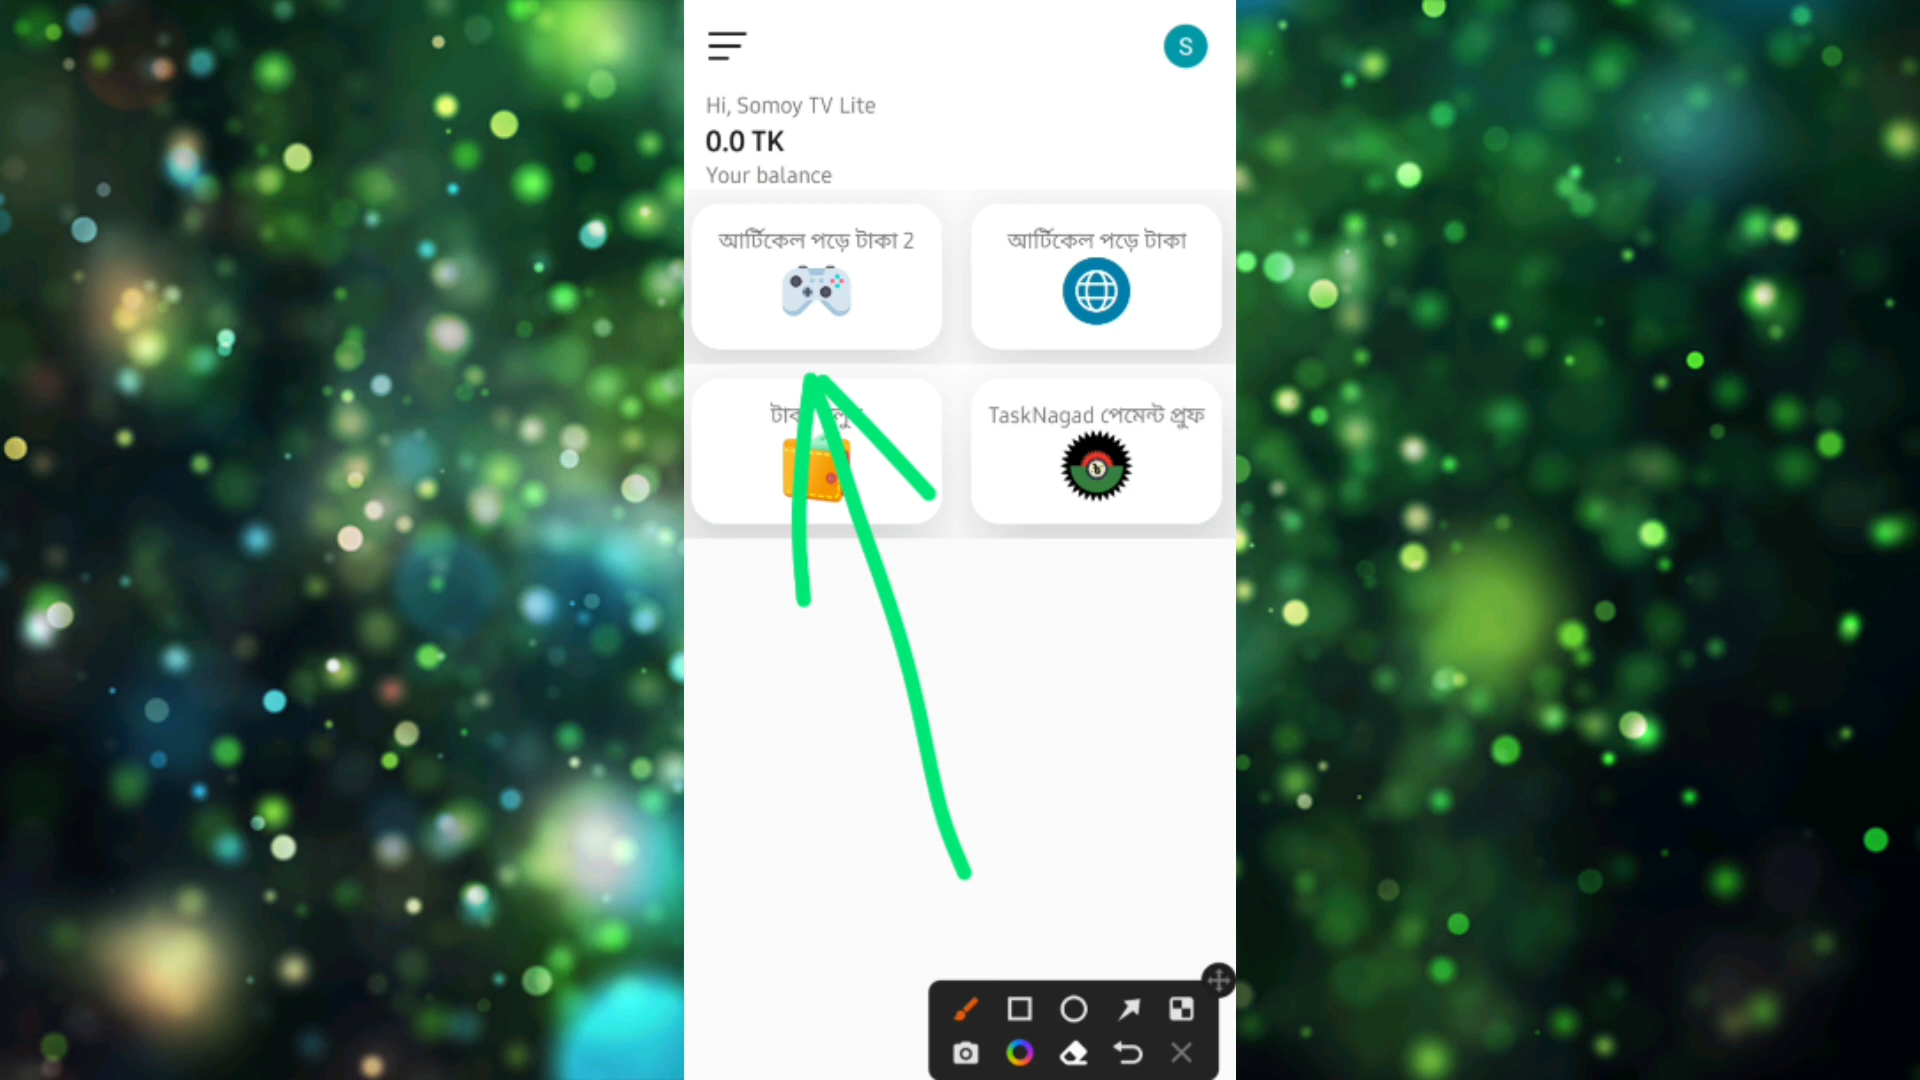 S
Hi, Somoy TV Lite
0.0 TK
Your balance
আর্টিকেল পড়ে টাকা 2
আর্টিকেল পড়ে টাকা
TaskNagad পেমেন্ট প্রুফ